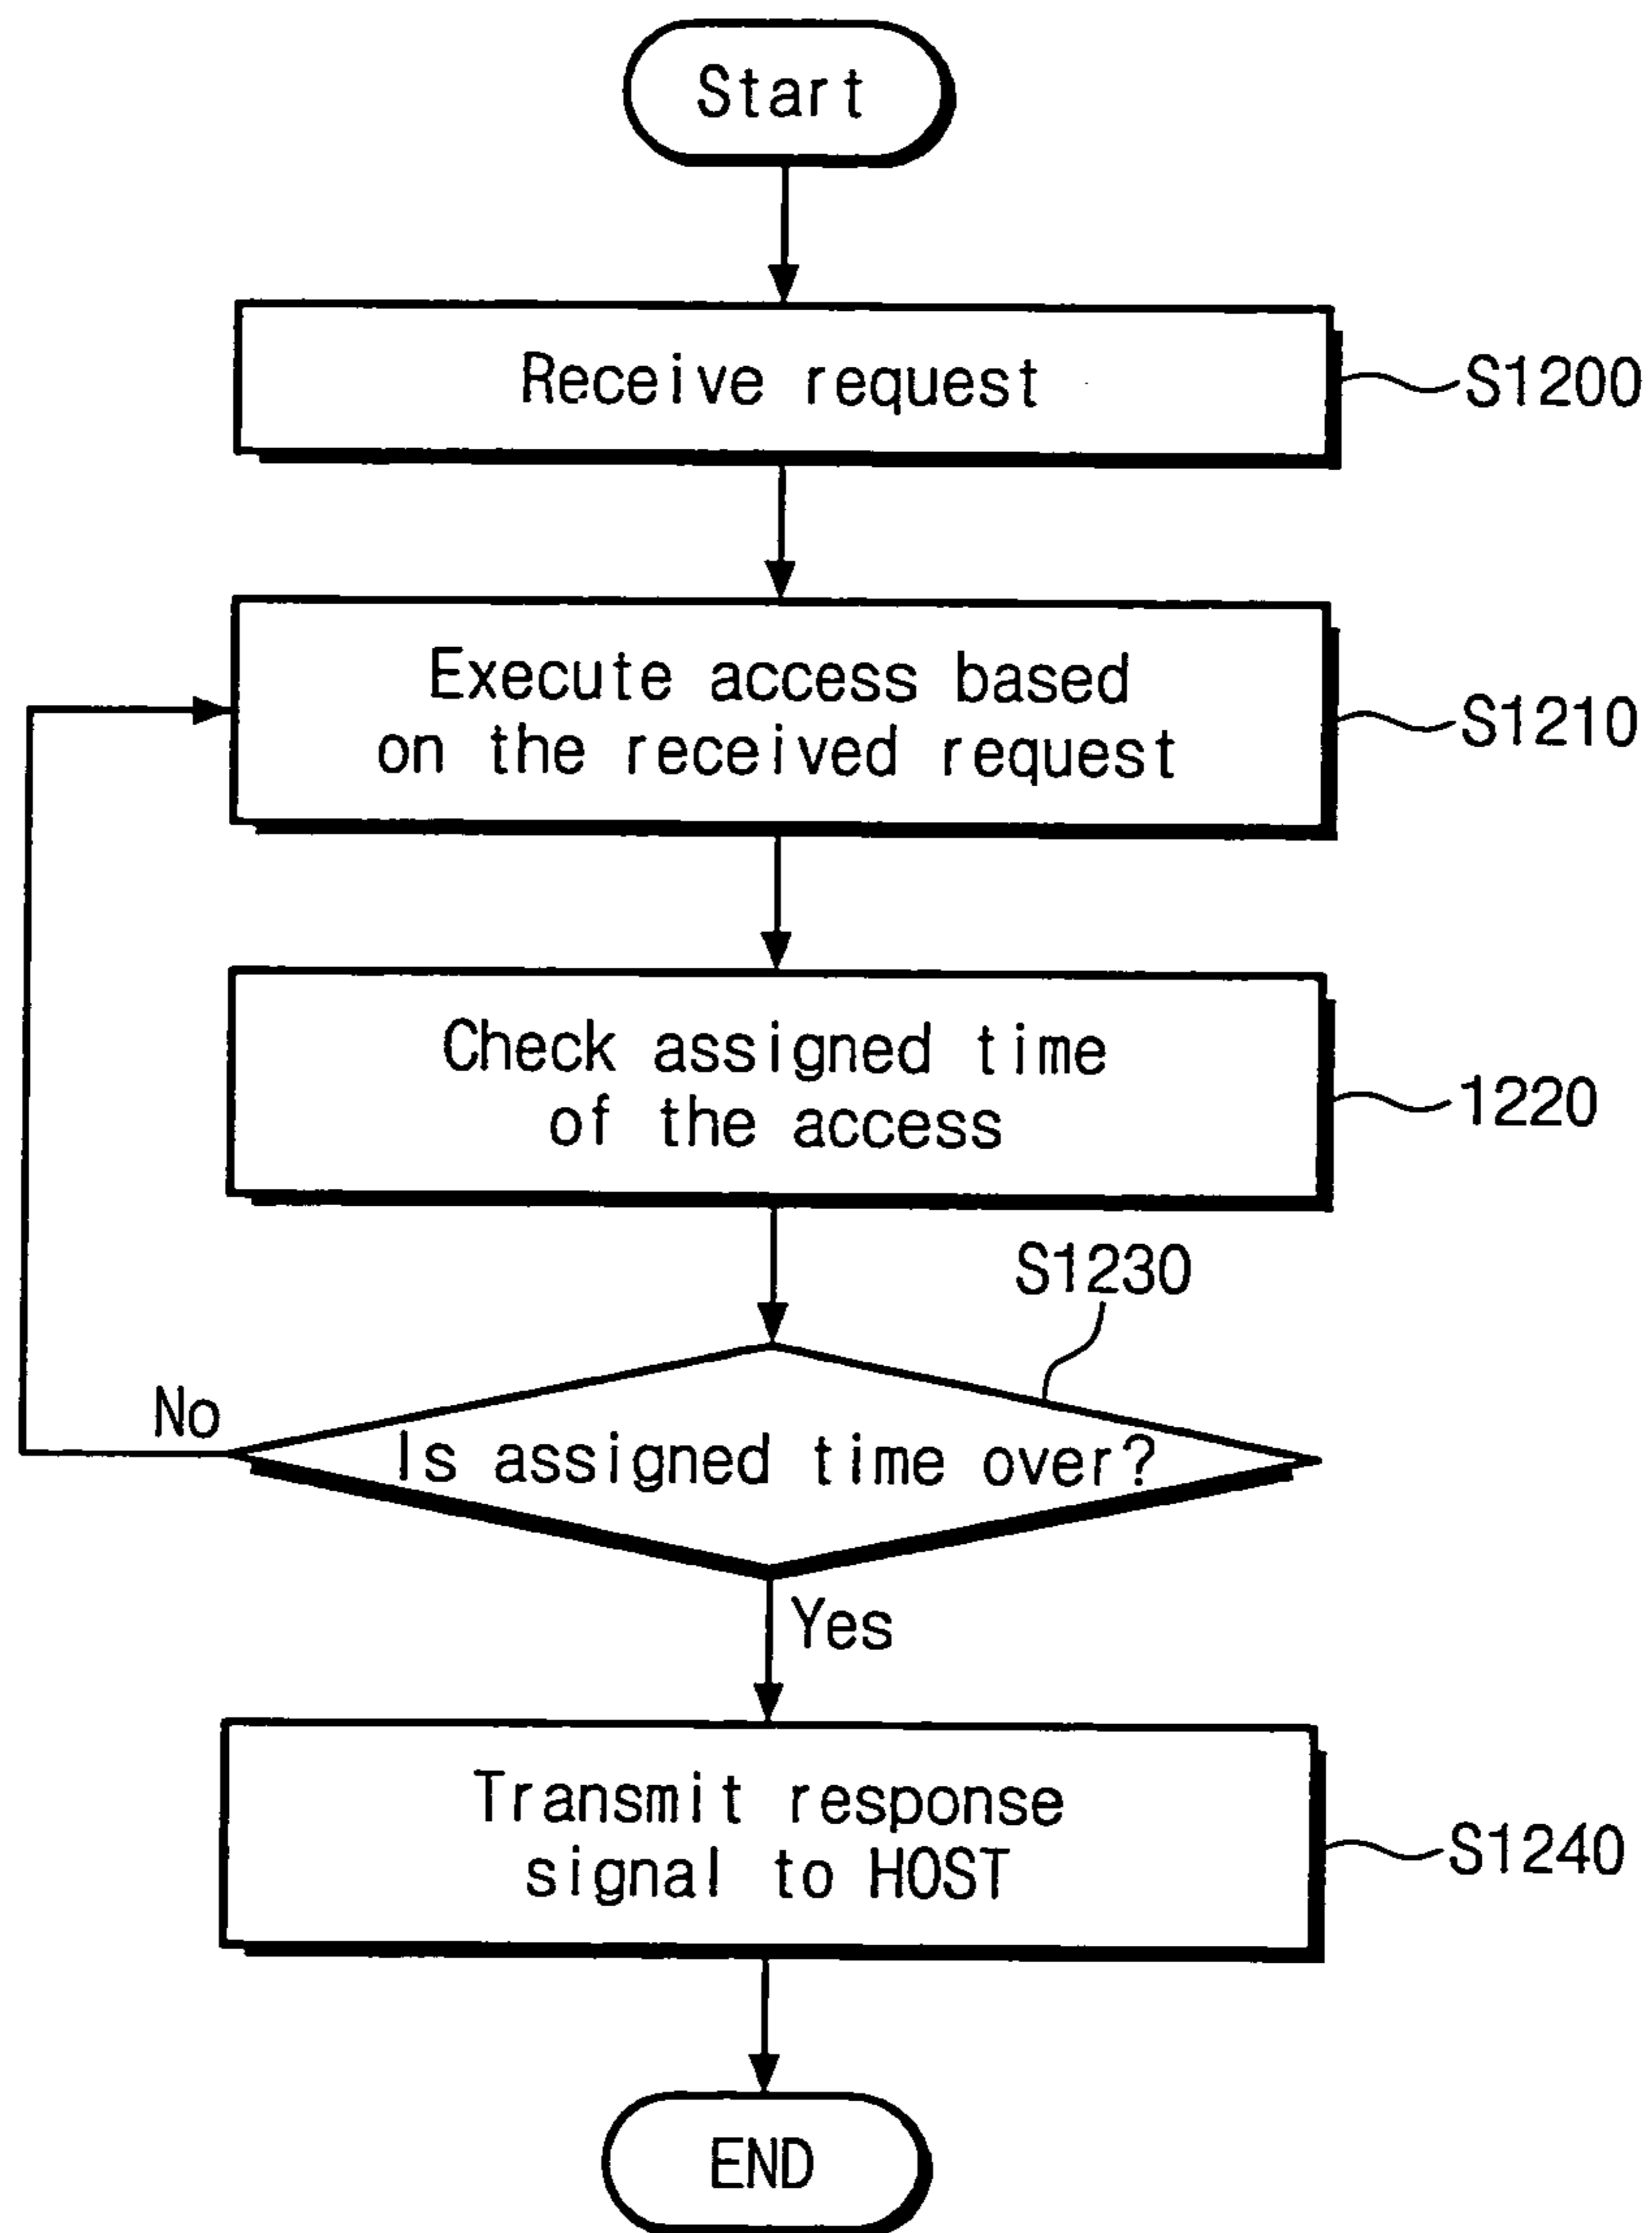 Start
Receive request
S1200
Execute access based
on the received request
S1210
Check assigned time
of the access
1220
S1230
No
Is assigned time over?
Yes
Transmit response
signal to HOST
S1240
END